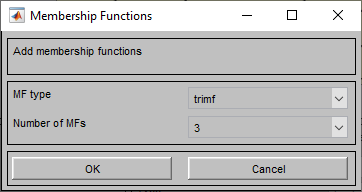 Membership Functions
Add membership functions
MF type
trimf
Number of MFs
3
OK
Cancel